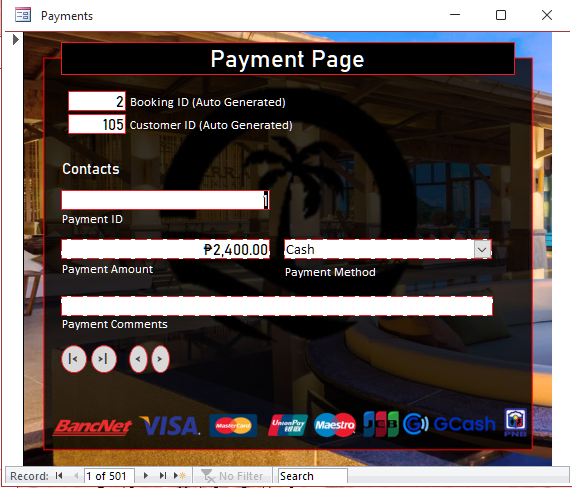 Payments
Payment Page
2 Booking ID (Auto Generated)
105 Customer ID (Auto Generated)
Contacts
1
Payment ID
₱2,400.00 Cash
Payment Amount Payment Method
Payment Comments
BancNet VISA MasterCard UnionPay 银联 Maestro JCB GCash PNB
Record: 1 of 501 No Filter Search